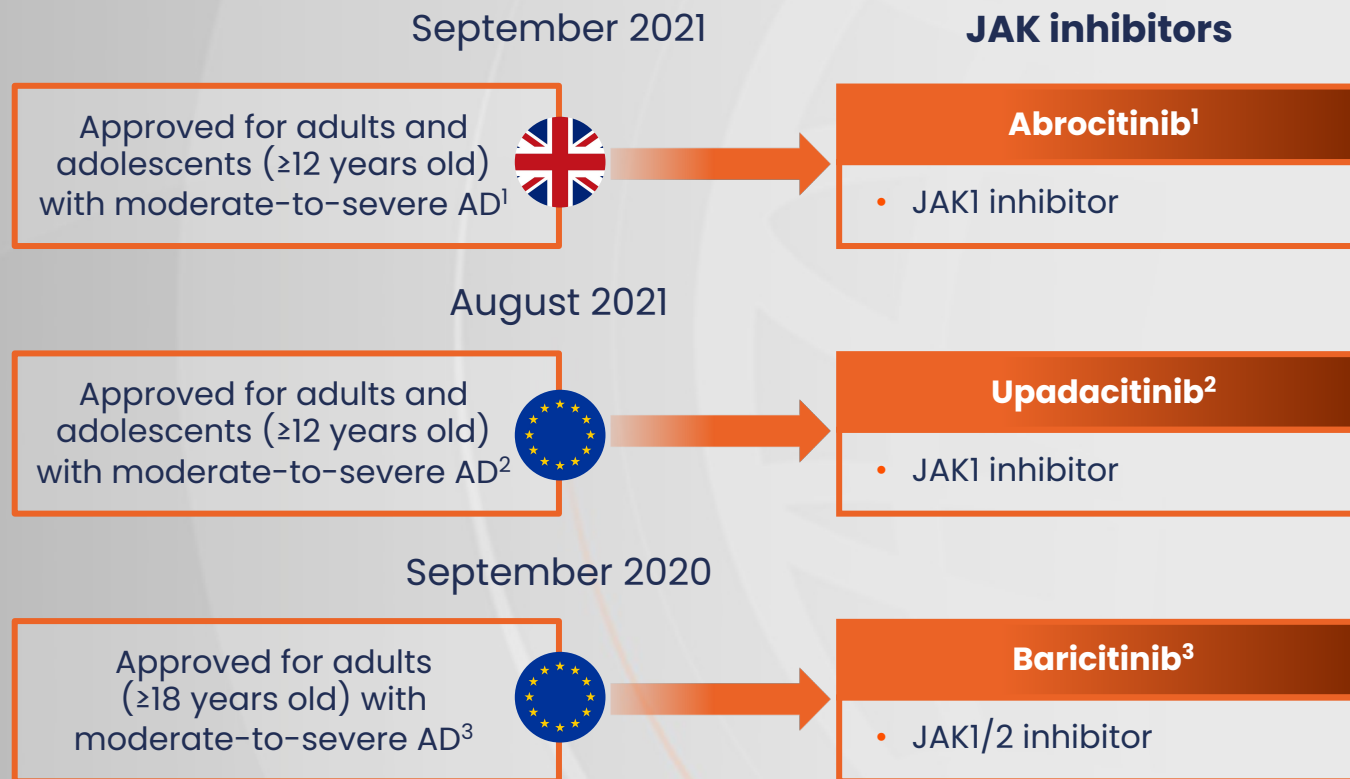 September 2021
JAK inhibitors
Approved for adults and
adolescents (≥12 years old)
with moderate-to-severe AD¹
Abrocitinib¹
• JAK1 inhibitor
August 2021
Approved for adults and
adolescents (≥12 years old)
with moderate-to-severe AD²
Upadacitinib²
• JAK1 inhibitor
September 2020
Approved for adults
(≥18 years old) with
moderate-to-severe AD³
Baricitinib³
• JAK1/2 inhibitor